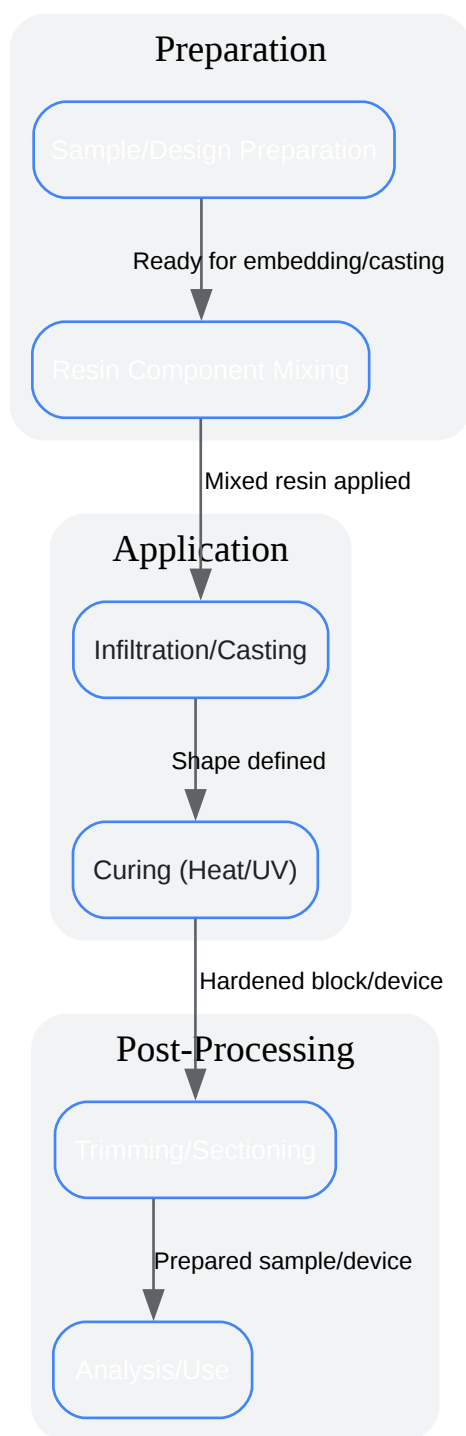 Preparation
Sample/Design Preparation
Ready for embedding/casting
Resin Component Mixing
Mixed resin applied
Application
Infiltration/Casting
Shape defined
Curing (Heat/UV)
Hardened block/device
Post-Processing
Trimming/Sectioning
Prepared sample/device
Analysis/Use